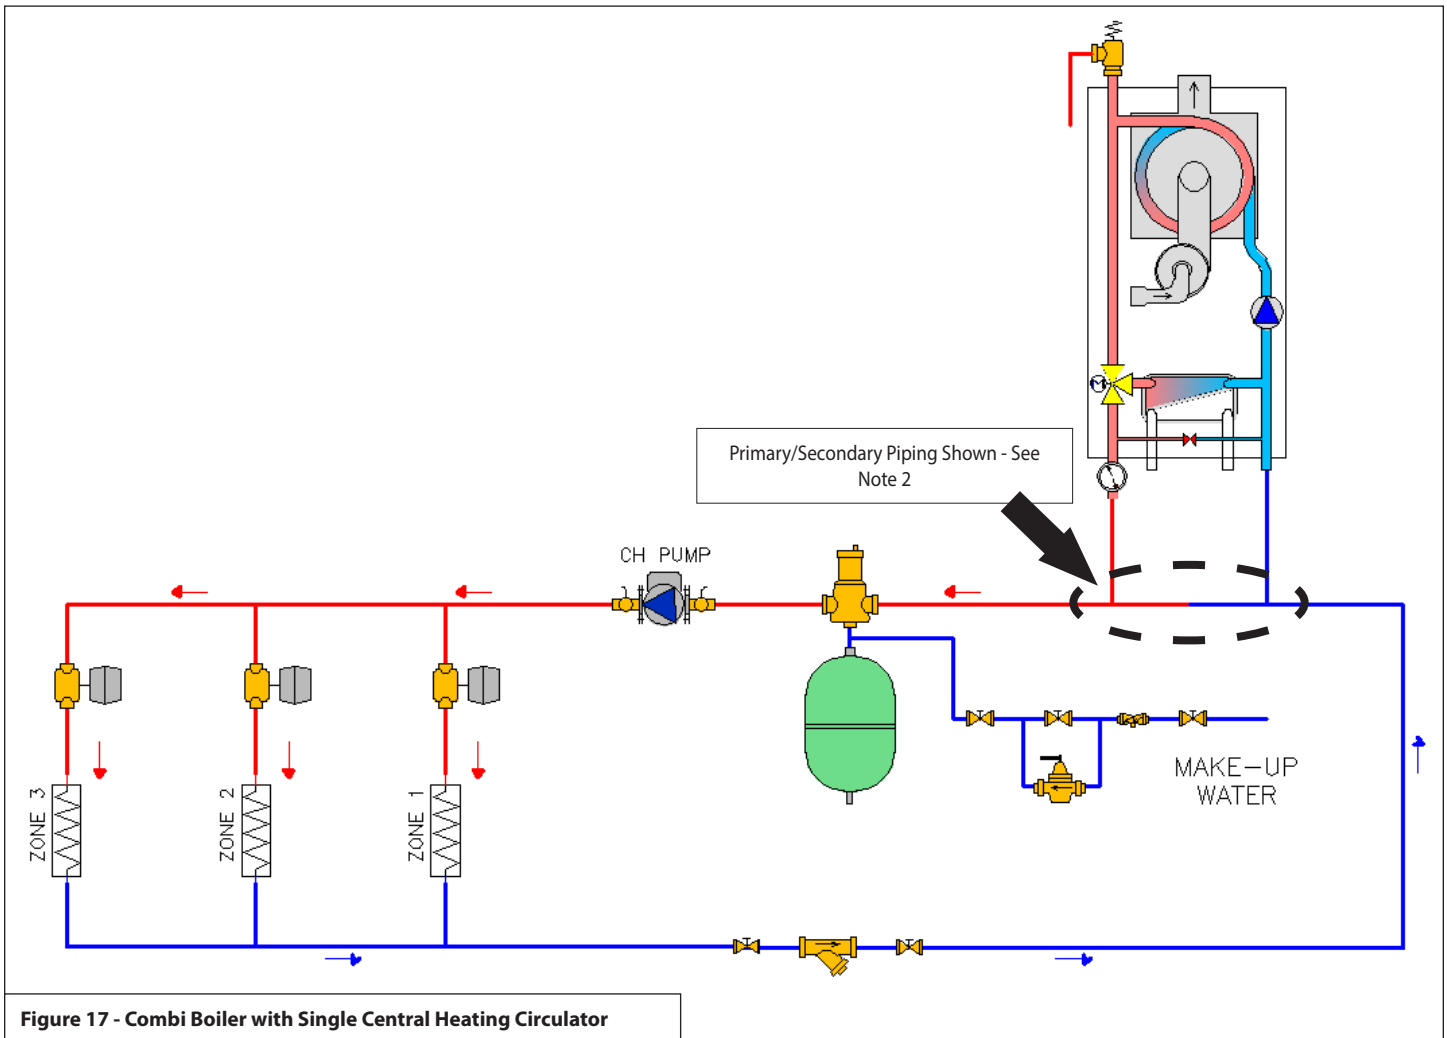 Primary/Secondary Piping Shown - See
Note 2
CH PUMP
M
ZONE 3
ZONE 2
ZONE 1
MAKE-UP
WATER
Figure 17 - Combi Boiler with Single Central Heating Circulator